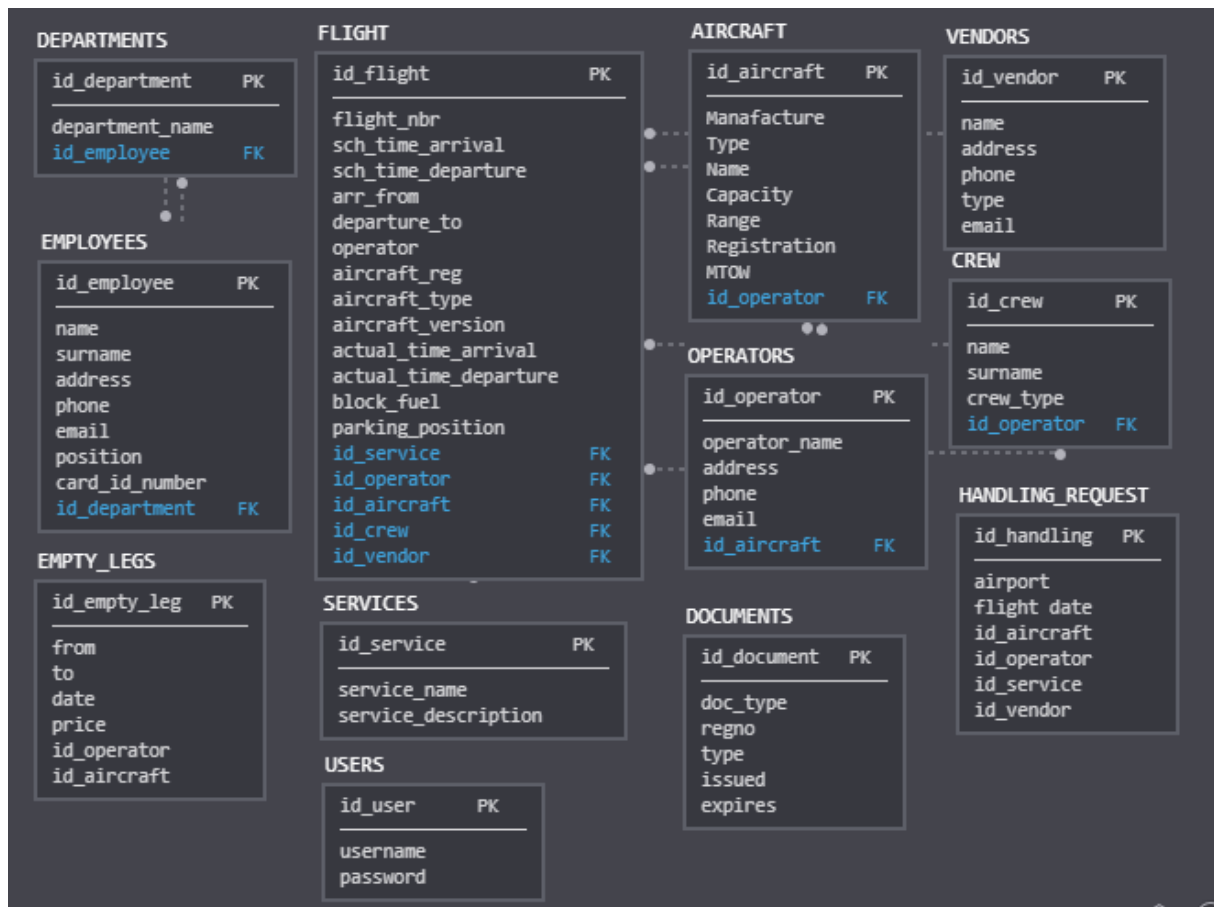 DEPARTMENTS
id_department PK
department_name
id_employee FK
EMPLOYEES
id_employee PK
name
surname
address
phone
email
position
card_id_number
id_department FK
EMPTY_LEGS
id_empty_leg PK
from
to
date
price
id_operator
id_aircraft
FLIGHT
id_flight PK
flight_nbr
sch_time_arrival
sch_time_departure
arr_from
departure_to
operator
aircraft_reg
aircraft_type
aircraft_version
actual_time_arrival
actual_time_departure
block_fuel
parking_position
id_service FK
id_operator FK
id_aircraft FK
id_crew FK
id_vendor FK
SERVICES
id_service PK
service_name
service_description
USERS
id_user PK
username
password
AIRCRAFT
id_aircraft PK
Manafacture
Type
Name
Capacity
Range
Registration
MTOW
id_operator FK
OPERATORS
id_operator PK
operator_name
address
phone
email
id_aircraft FK
DOCUMENTS
id_document PK
doc_type
regno
type
issued
expires
VENDORS
id_vendor PK
name
address
phone
type
email
CREW
id_crew PK
name
surname
crew_type
id_operator FK
HANDLING_REQUEST
id_handling PK
airport
flight date
id_aircraft
id_operator
id_service
id_vendor